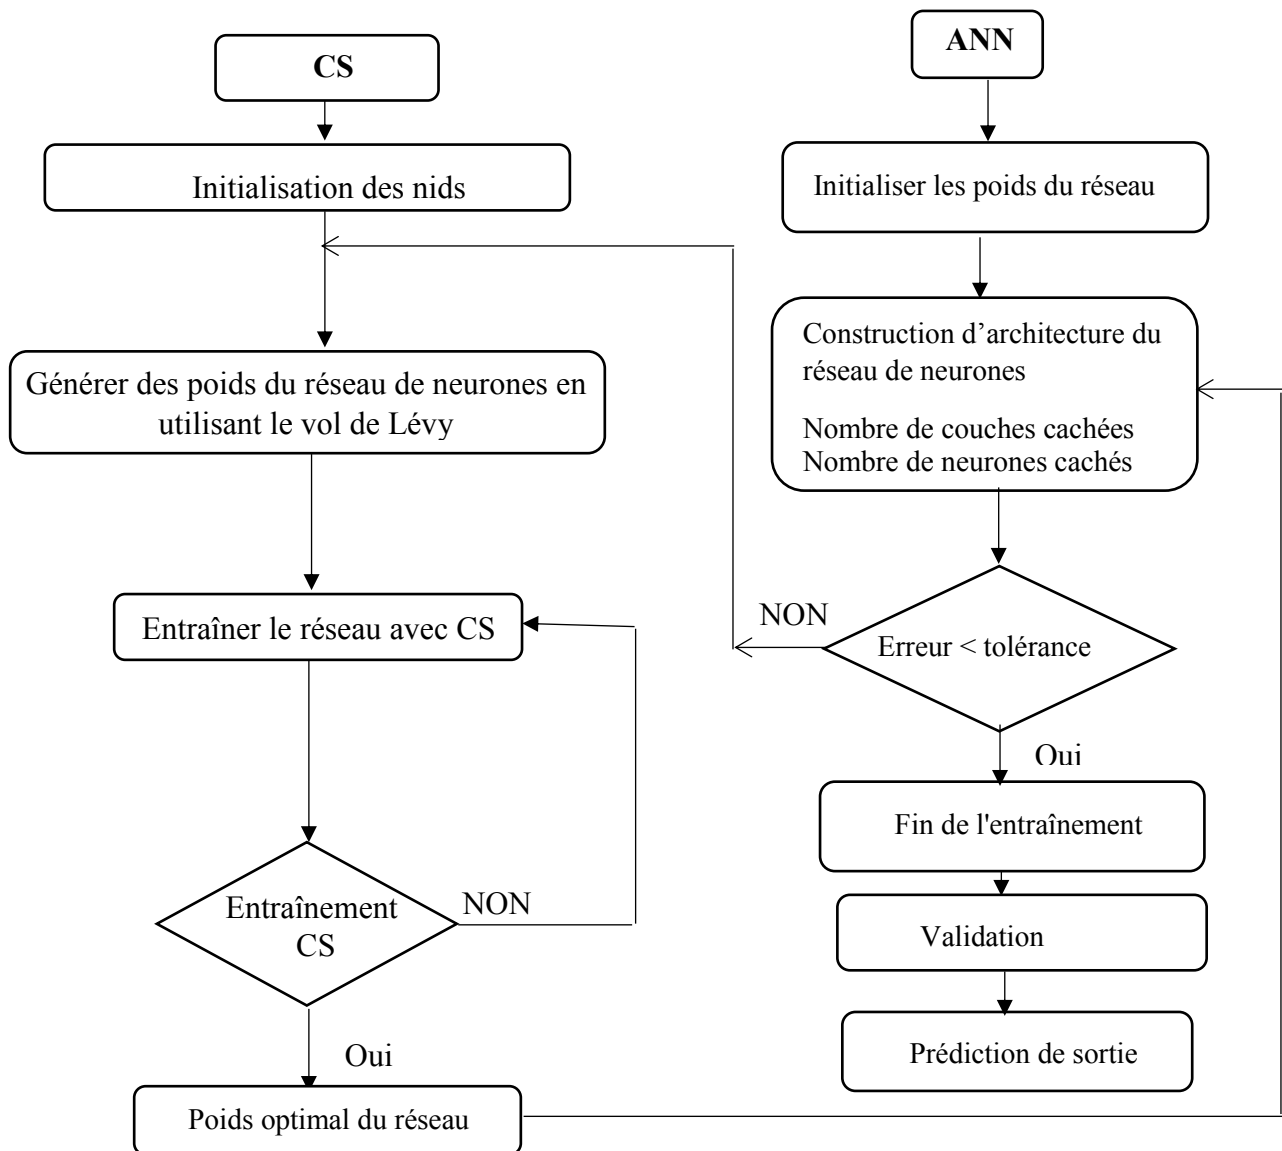 CS
Initialisation des nids
Générer des poids du réseau de neurones en
utilisant le vol de Lévy
Entraîner le réseau avec CS
Entraînement
CS
NON
Oui
Poids optimal du réseau
ANN
Initialiser les poids du réseau
Construction d’architecture du
réseau de neurones
Nombre de couches cachées
Nombre de neurones cachés
NON
Erreur < tolérance
Oui
Fin de l'entraînement
Validation
Prédiction de sortie